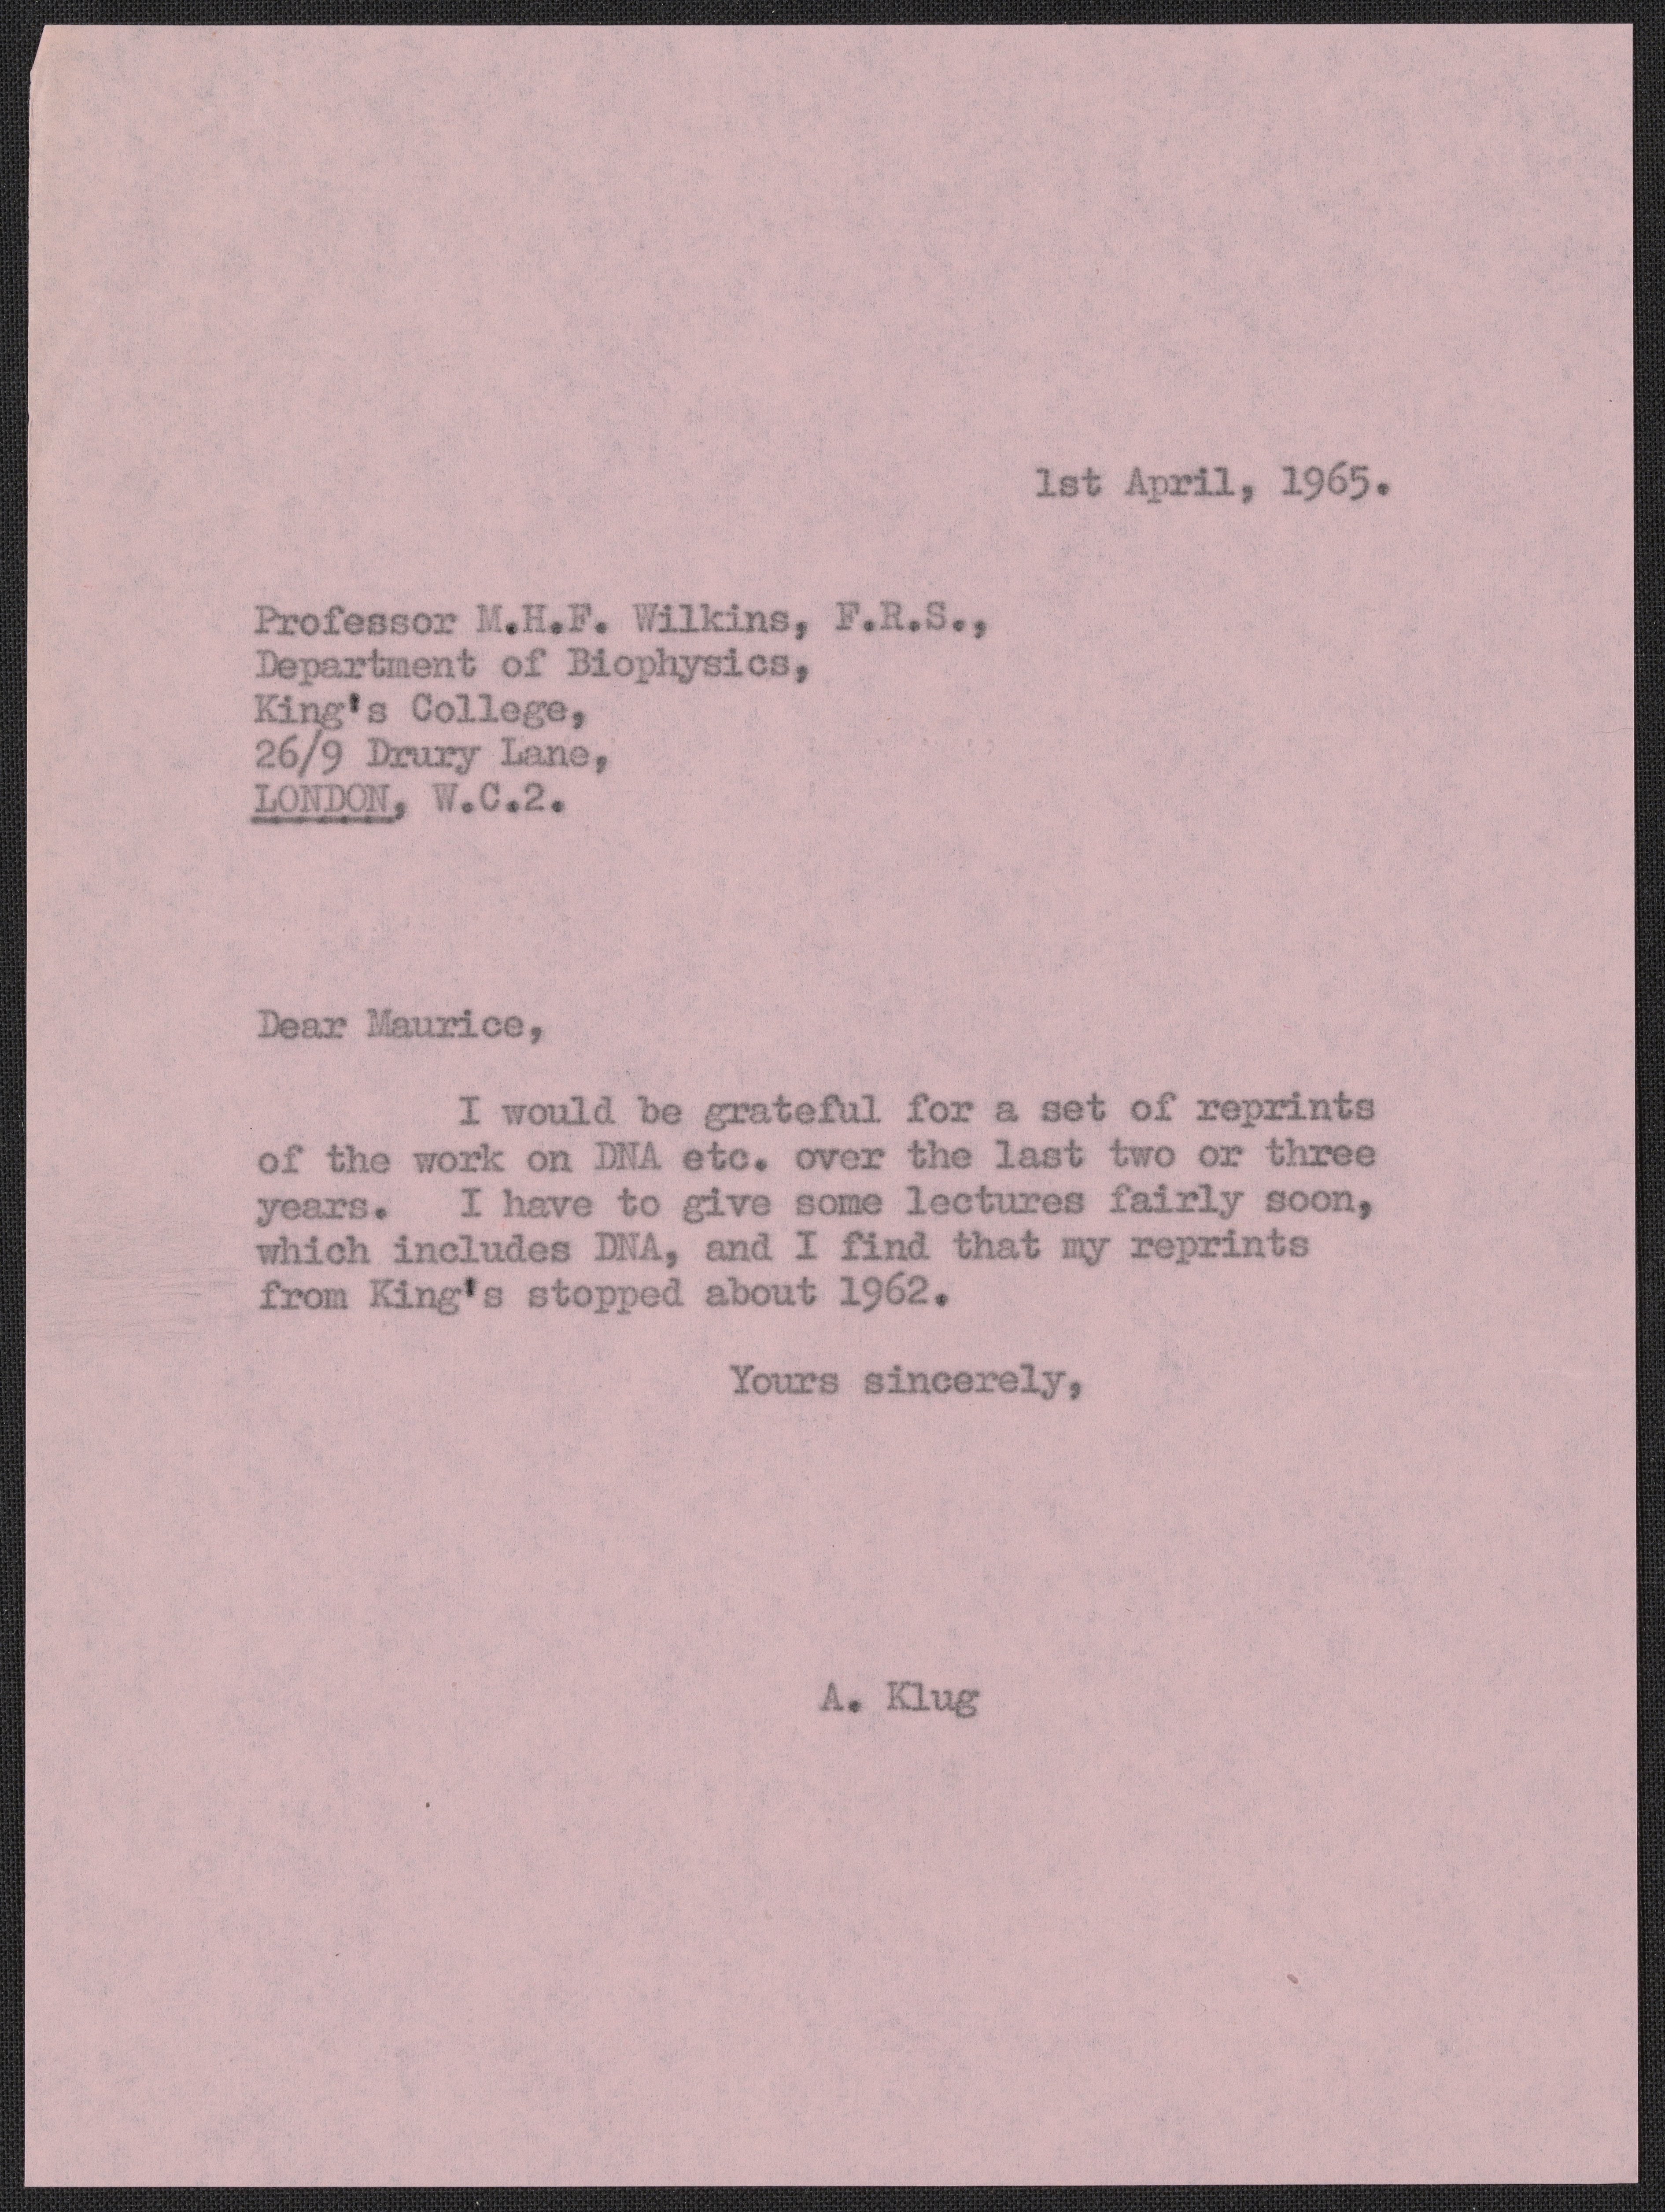 1st April, 1965.
Professor M.H.F. Wilkins, F.R.S.,
Department of Biophysics,
King's College,
26/9 Drury Lane,
LONDON, W.C.2.
Dear Maurice,
I would be grateful for a set of reprints
of the work on DNA etc. over the last two or three
years. I have to give some lectures fairly soon,
which includes DNA, and I find that my reprints
from King's stopped about 1962.
Yours sincerely,
A. Klug